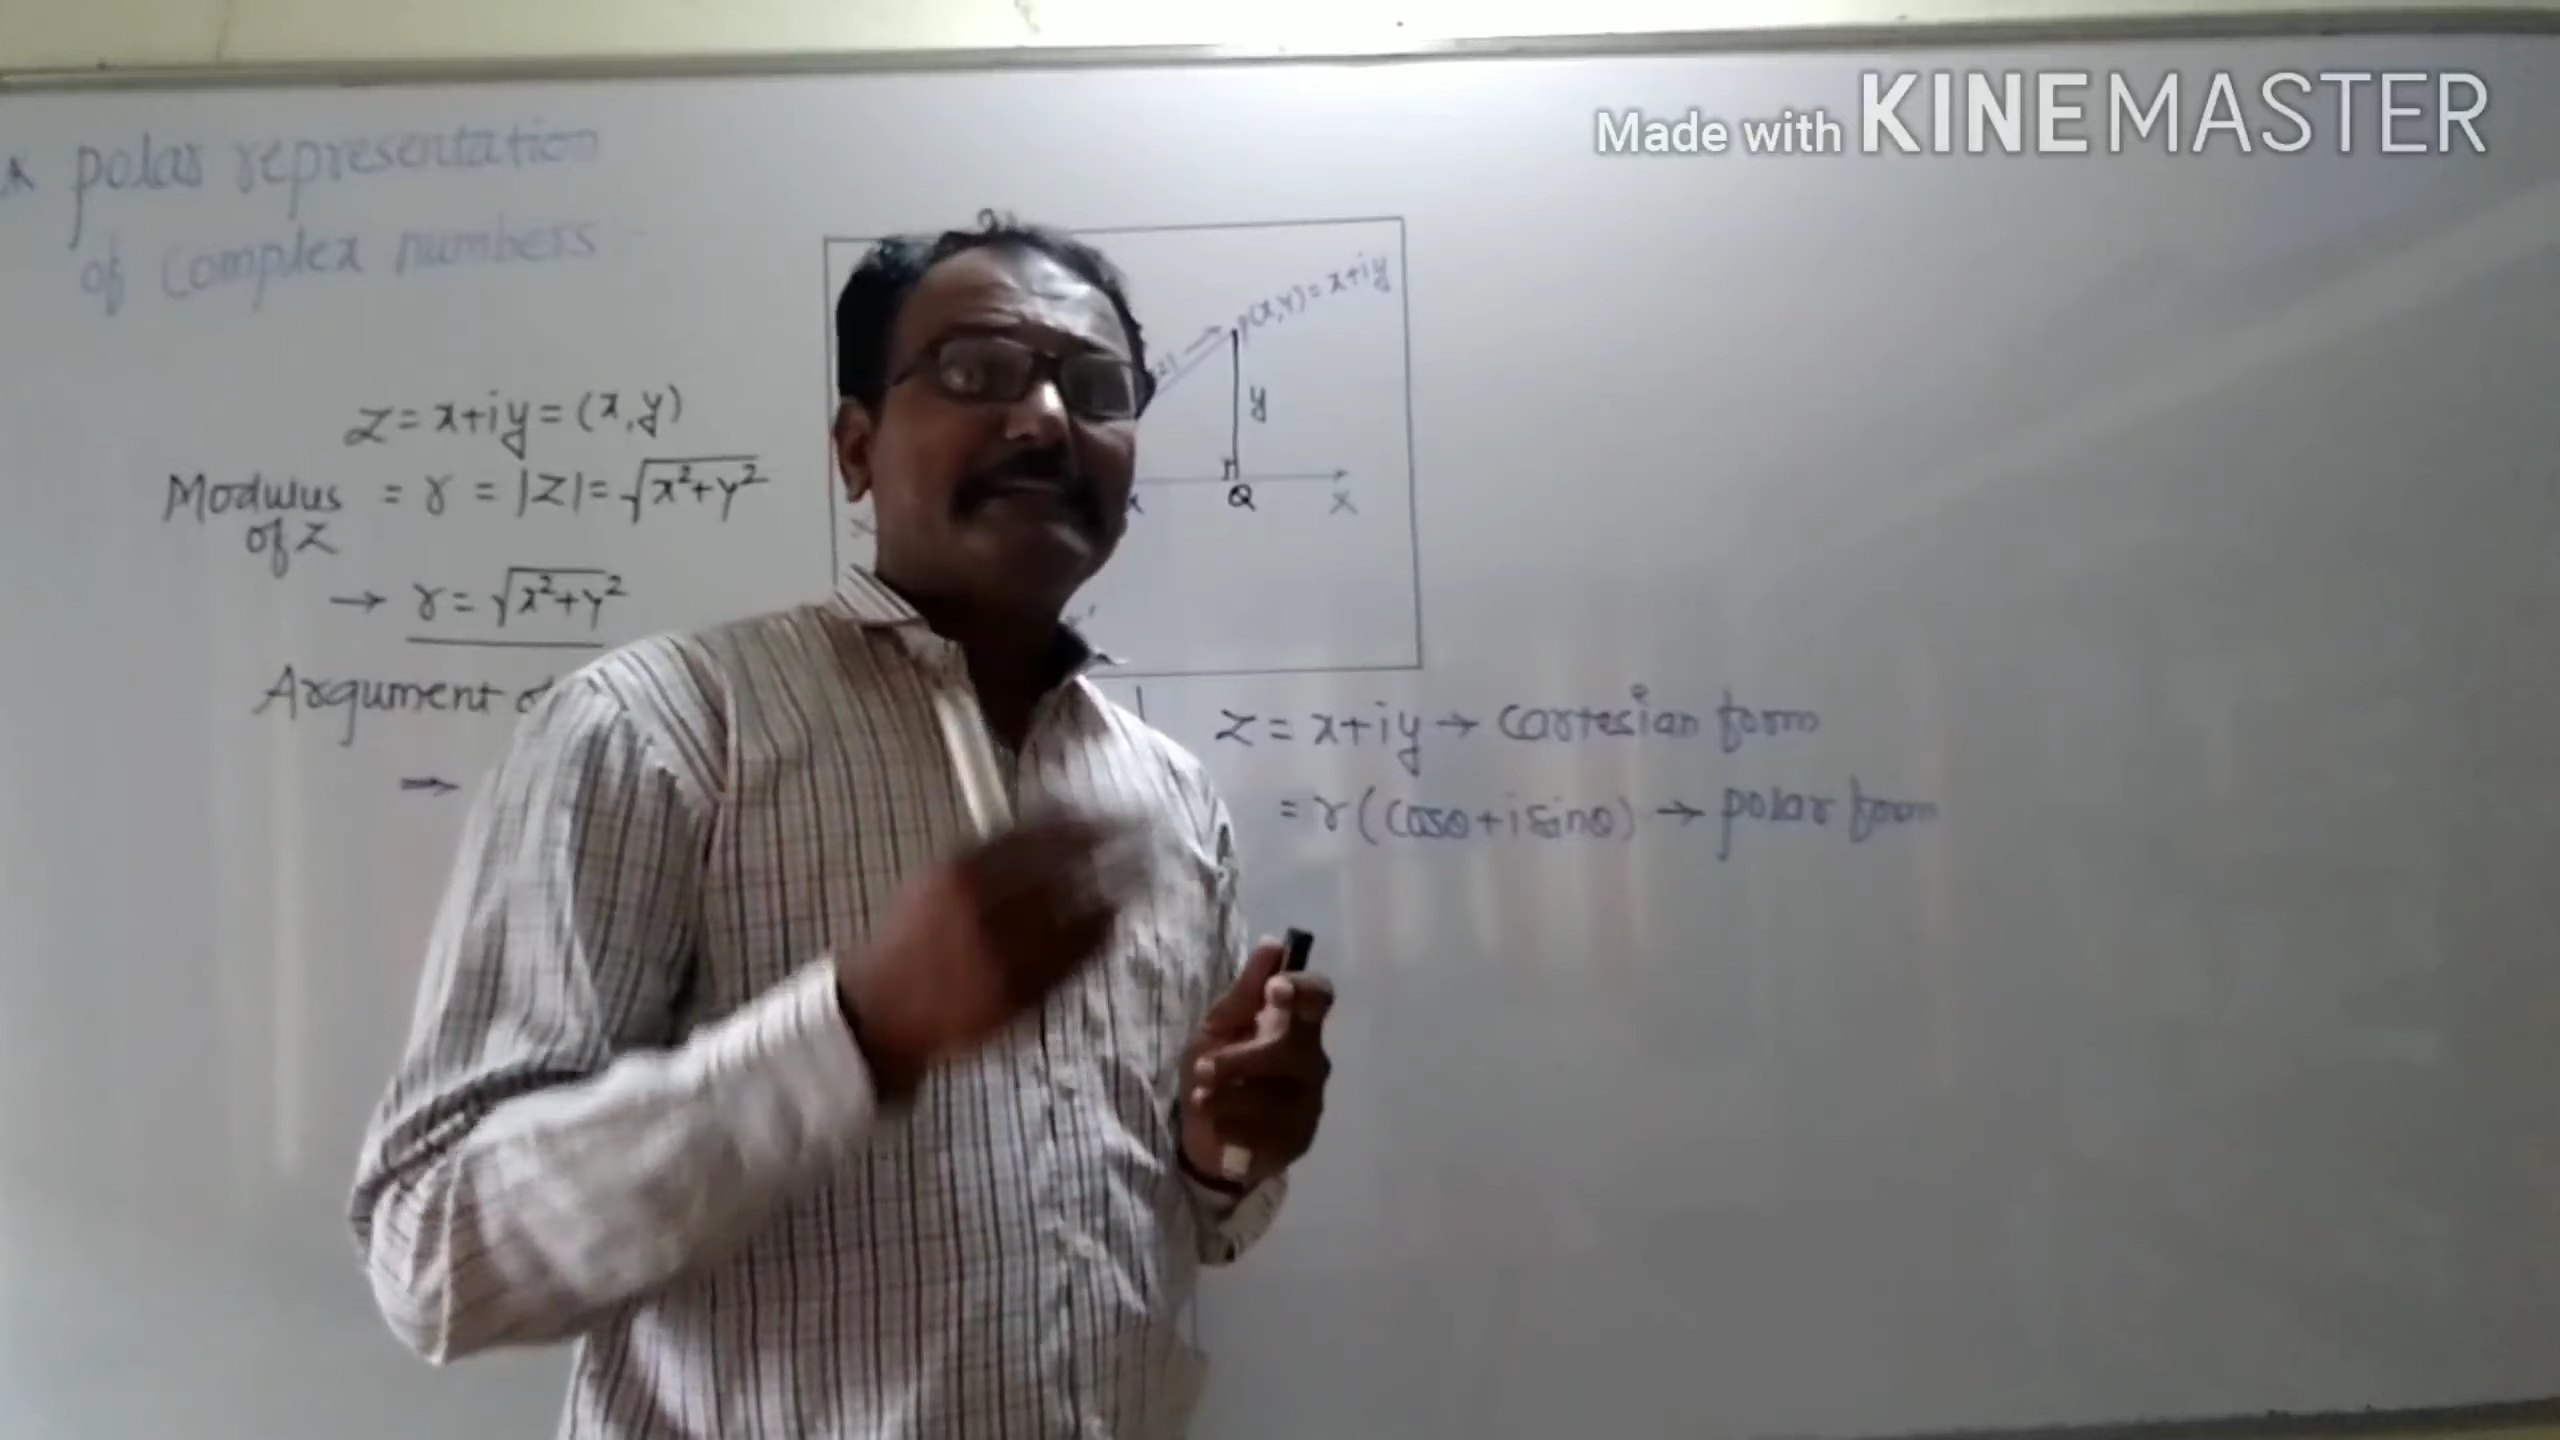 Made with KINEMASTER
polar representation
of complex numbers
z = x+iy = (x,y)
Modulus of z = r = |z| = √x²+y²
→ r = √x²+y²
Argument
→
P(x,y) = x+iy
|z|
y
Q
X
z = x+iy → cartesian form
= r(cosθ+isinθ) → polar form